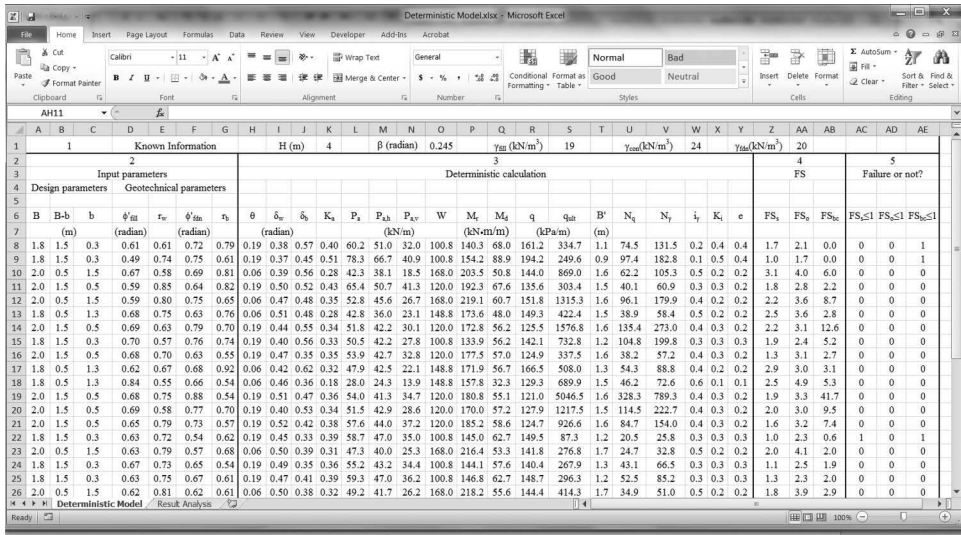 Deterministic Model.xlsx - Microsoft Excel
File Home Insert Page Layout Formulas Data Review View Developer Add-Ins Acrobat
Cut Calibri 11 Wrap Text General Normal Bad AutoSum
Copy Fill
Paste Format Painter Merge & Center Conditional Formatting Format as Table Good Neutral Insert Delete Format Clear Sort & Filter Find & Select
Clipboard Font Alignment Number Styles Cells Editing
AH11 fx
A B C D E F G H I J K L M N O P Q R S T U V W X Y Z AA AB AC AD AE
1 1 Known Information H (m) 4 β (radian) 0.245 γfill (kN/m³) 19 γcon(kN/m³) 24 γfdn(kN/m³) 20
2 2 3 4 5
3 Input parameters Deterministic calculation FS Failure or not?
4 Design parameters Geotechnical parameters
5
6 B B-b b ϕ'fill rw ϕ'fdn rb θ δw δb Ka Pa Pa,h Pa,v W Mr Md q qult B' Nq Nγ iγ Ki e FSs FSo FSbc FSs≤1 FSo≤1 FSbc≤1
7 (m) (radian) (radian) (radian) (kN/m) (kN•m/m) (kPa/m) (m)
8 1.8 1.5 0.3 0.61 0.61 0.72 0.79 0.19 0.38 0.57 0.40 60.2 51.0 32.0 100.8 140.3 68.0 161.2 334.7 1.1 74.5 131.5 0.2 0.4 0.4 1.7 2.1 0.0 0 0 1
9 1.8 1.5 0.3 0.49 0.74 0.75 0.61 0.19 0.37 0.45 0.51 78.3 66.7 40.9 100.8 154.2 88.9 194.2 249.6 0.9 97.4 182.8 0.1 0.5 0.4 1.0 1.7 0.0 0 0 1
10 2.0 0.5 1.5 0.67 0.58 0.69 0.81 0.06 0.39 0.56 0.28 42.3 38.1 18.5 168.0 203.5 50.8 144.0 869.0 1.6 62.2 105.3 0.5 0.2 0.2 3.1 4.0 6.0 0 0 0
11 2.0 1.5 0.5 0.59 0.85 0.64 0.82 0.19 0.50 0.52 0.43 65.4 50.7 41.3 120.0 192.3 67.6 135.6 303.4 1.5 40.1 60.9 0.3 0.3 0.2 1.8 2.8 2.2 0 0 0
12 2.0 0.5 1.5 0.59 0.80 0.75 0.65 0.06 0.47 0.48 0.35 52.8 45.6 26.7 168.0 219.1 60.7 151.8 1315.3 1.6 96.1 179.9 0.4 0.2 0.2 2.2 3.6 8.7 0 0 0
13 1.8 0.5 1.3 0.68 0.75 0.63 0.76 0.06 0.51 0.48 0.28 42.8 36.0 23.1 148.8 173.6 48.0 149.3 422.4 1.5 38.9 58.4 0.5 0.2 0.2 2.5 3.6 2.8 0 0 0
14 2.0 1.5 0.5 0.69 0.63 0.79 0.70 0.19 0.44 0.55 0.34 51.8 42.2 30.1 120.0 172.8 56.2 125.5 1576.8 1.6 135.4 273.0 0.4 0.3 0.2 2.2 3.1 12.6 0 0 0
15 1.8 1.5 0.3 0.70 0.57 0.76 0.74 0.19 0.40 0.56 0.33 50.5 42.2 27.8 100.8 133.9 56.2 142.1 732.8 1.2 104.8 199.8 0.3 0.3 0.3 1.9 2.4 5.2 0 0 0
16 2.0 1.5 0.5 0.68 0.70 0.63 0.55 0.19 0.47 0.35 0.35 53.9 42.7 32.8 120.0 177.5 57.0 124.9 337.5 1.6 38.2 57.2 0.4 0.3 0.2 1.3 3.1 2.7 0 0 0
17 1.8 0.5 1.3 0.62 0.67 0.68 0.92 0.06 0.42 0.62 0.32 47.9 42.5 22.1 148.8 171.9 56.7 166.5 508.0 1.3 54.3 88.8 0.4 0.2 0.2 2.9 3.0 3.1 0 0 0
18 1.8 0.5 1.3 0.84 0.55 0.66 0.54 0.06 0.46 0.36 0.18 28.0 24.3 13.9 148.8 157.8 32.3 129.3 689.9 1.5 46.2 72.6 0.6 0.1 0.1 2.5 4.9 5.3 0 0 0
19 2.0 1.5 0.5 0.68 0.75 0.88 0.54 0.19 0.51 0.47 0.36 54.0 41.3 34.7 120.0 180.8 55.1 121.0 5046.5 1.6 328.3 789.3 0.4 0.3 0.2 1.9 3.3 41.7 0 0 0
20 2.0 1.5 0.5 0.69 0.58 0.77 0.70 0.19 0.40 0.53 0.34 51.5 42.9 28.6 120.0 170.0 57.2 127.9 1217.5 1.5 114.5 222.7 0.4 0.3 0.2 2.0 3.0 9.5 0 0 0
21 2.0 1.5 0.5 0.65 0.79 0.73 0.57 0.19 0.52 0.42 0.38 57.6 44.0 37.2 120.0 185.2 58.6 124.7 926.6 1.6 84.7 154.0 0.4 0.3 0.2 1.6 3.2 7.4 0 0 0
22 1.8 1.5 0.3 0.63 0.72 0.54 0.62 0.19 0.45 0.33 0.39 58.7 47.0 35.0 100.8 145.0 62.7 149.5 87.3 1.2 20.5 25.8 0.3 0.3 0.3 1.0 2.3 0.6 1 0 1
23 2.0 0.5 1.5 0.63 0.79 0.57 0.68 0.06 0.50 0.39 0.31 47.3 40.0 25.3 168.0 216.4 53.3 141.8 276.8 1.7 24.7 32.8 0.5 0.2 0.2 2.0 4.1 2.0 0 0 0
24 1.8 1.5 0.3 0.67 0.73 0.65 0.54 0.19 0.49 0.35 0.36 55.2 43.2 34.4 100.8 144.1 57.6 140.4 267.9 1.3 43.1 66.5 0.3 0.3 0.3 1.1 2.5 1.9 0 0 0
25 1.8 1.5 0.3 0.63 0.75 0.67 0.61 0.19 0.47 0.41 0.39 59.3 47.0 36.2 100.8 146.8 62.7 148.7 296.3 1.2 52.5 85.2 0.3 0.3 0.3 1.3 2.3 2.0 0 0 0
26 2.0 0.5 1.5 0.62 0.81 0.62 0.61 0.06 0.50 0.38 0.32 49.2 41.7 26.2 168.0 218.2 55.6 144.4 414.3 1.7 34.9 51.0 0.5 0.2 0.2 1.8 3.9 2.9 0 0 0
Deterministic Model Result Analysis
Ready 100%